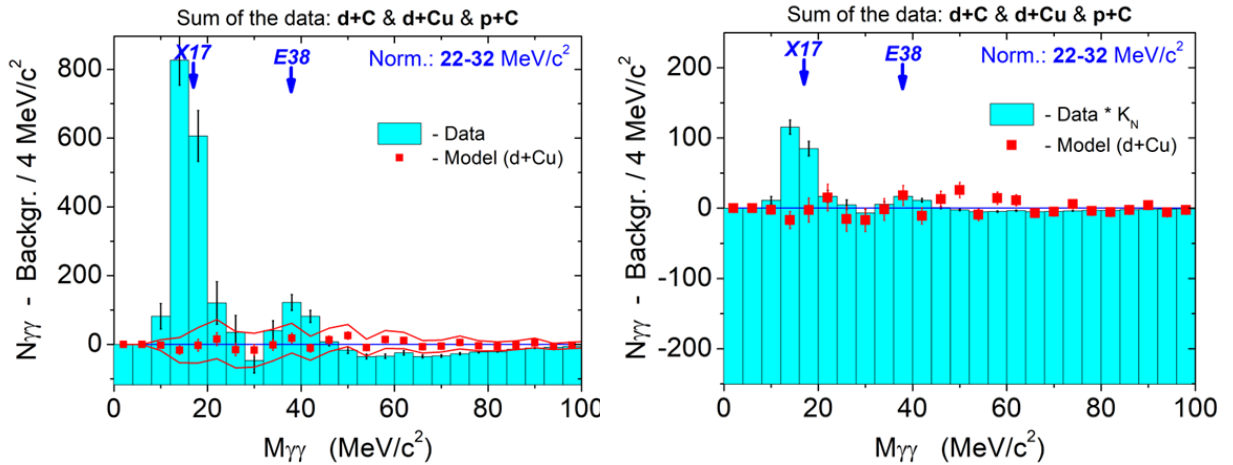 Sum of the data: d+C & d+Cu & p+C
X17
E38
Norm.: 22-32 MeV/c²
- Data
- Model (d+Cu)
800
600
400
200
0
Nγγ - Backgr. / 4 MeV/c²
0 20 40 60 80 100
Mγγ (MeV/c²)
Sum of the data: d+C & d+Cu & p+C
X17
E38
Norm.: 22-32 MeV/c²
- Data * K_N
- Model (d+Cu)
200
100
0
-100
-200
Nγγ - Backgr. / 4 MeV/c²
0 20 40 60 80 100
Mγγ (MeV/c²)